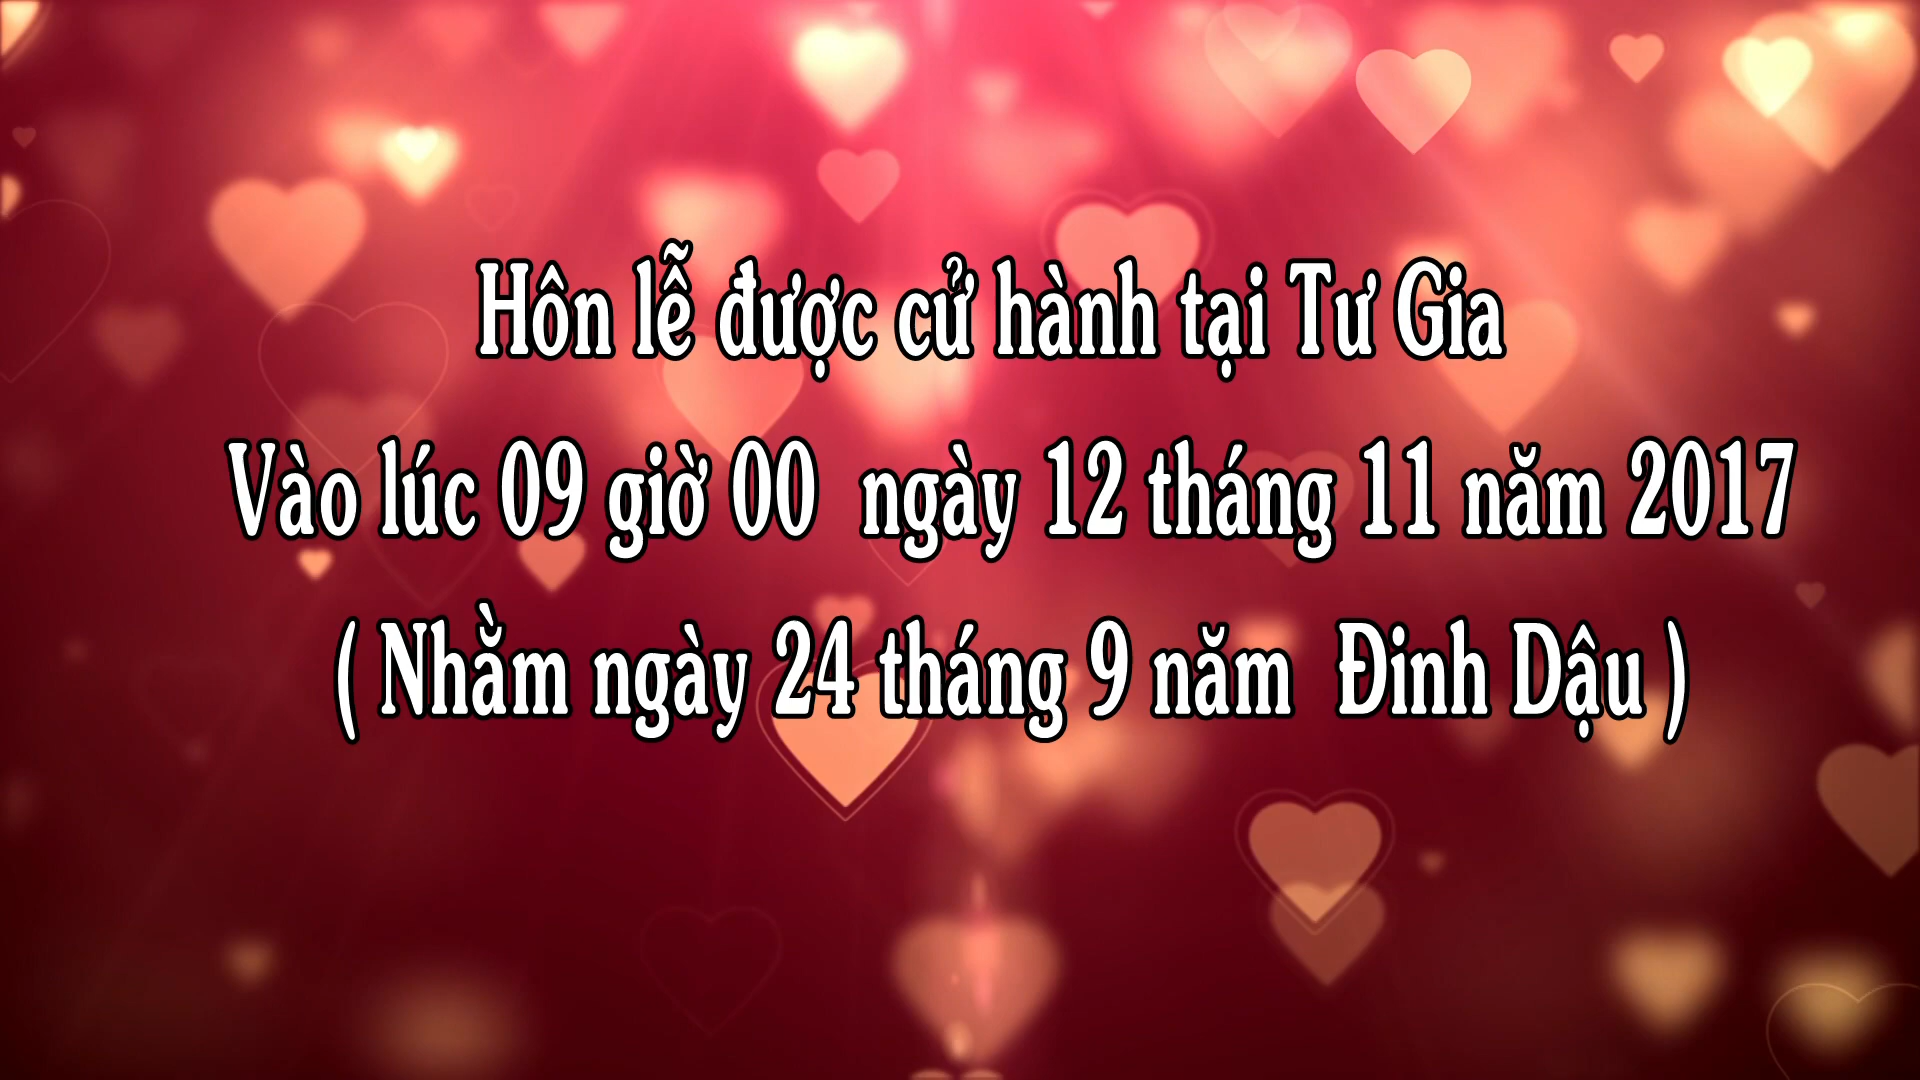 Hôn lễ được cử hành tại Tư Gia
Vào lúc 09 giờ 00 ngày 12 tháng 11 năm 2017
( Nhằm ngày 24 tháng 9 năm Đinh Dậu )